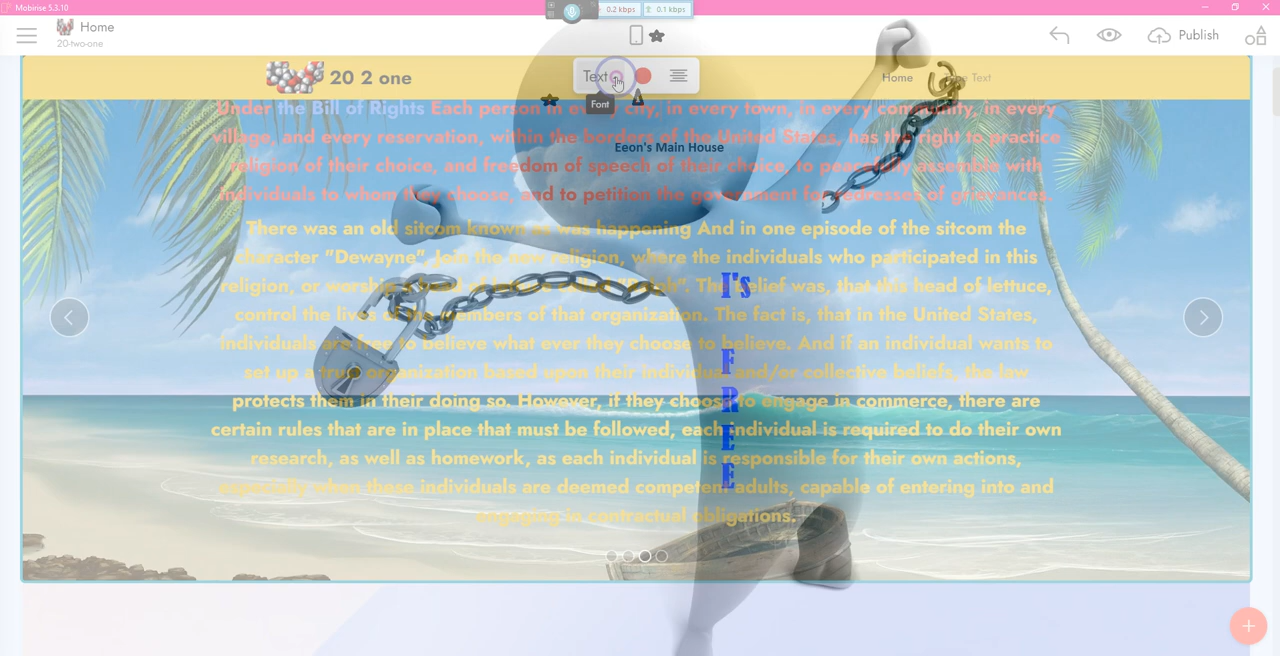 Mobirise 5.3.10
0.2 kbps
0.1 kbps
Home
20-two-one
Publish
20 2 one
Text
Home
Text
Font
Under the Bill of Rights Each person in every city, in every town, in every community, in every
village, and every reservation, within the borders of the United States, has the right to practice
Eeon's Main House
religion of their choice, and freedom of speech of their choice, to peacefully assemble with
individuals to whom they choose, and to petition the government for redresses of grievances.
There was an old sitcom known as was happening And in one episode of the sitcom the
character "Dewayne", Join the new religion, where the individuals who participated in this
religion, or worship a head of lettuce called "Ralph". The belief was, that this head of lettuce,
control the lives of the members of that organization. The fact is, that in the United States,
Individuals are free to believe what ever they choose to believe. And if an individual wants to
set up a trust organization based upon their individual and/or collective beliefs, the law
protects them in their doing so. However, if they choose to engage in commerce, there are
certain rules that are in place that must be followed, each individual is required to do their own
research, as well as homework, as each individual is responsible for their own actions,
especially when those individuals are deemed competent adults, capable of entering into and
engaging in contractual obligations.
I's
F
R
E
E